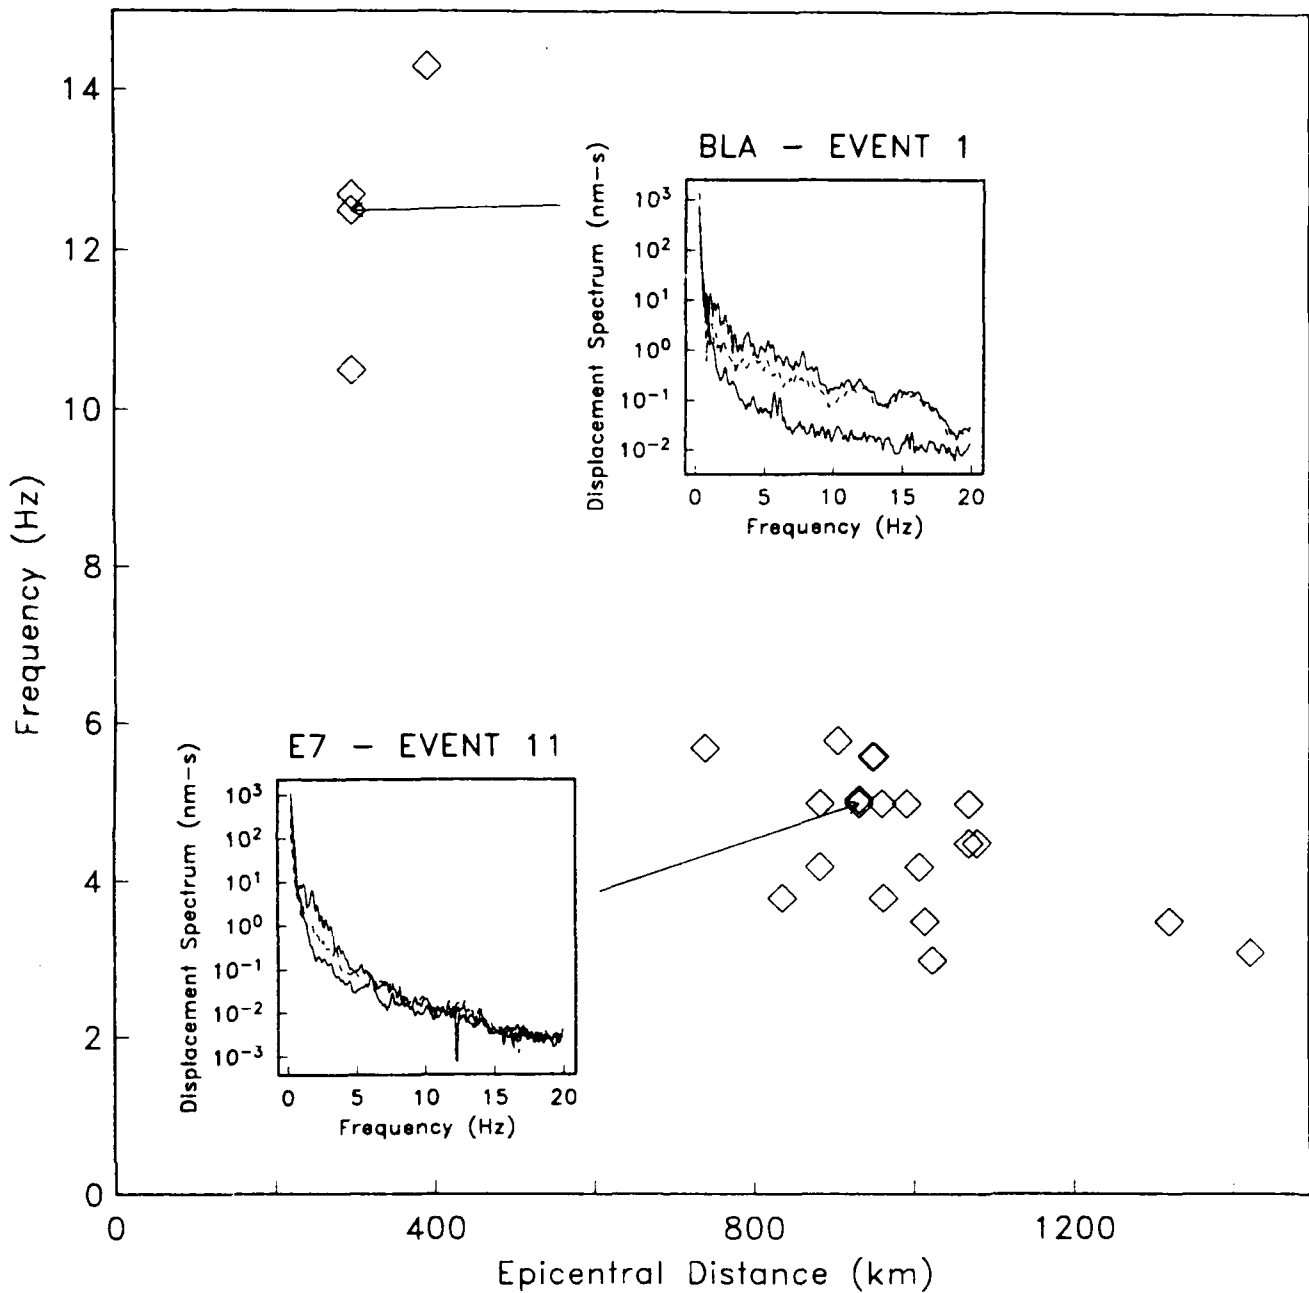 14
12
10
8
6
4
2
0
Frequency (Hz)
0
400
800
1200
Epicentral Distance (km)
BLA – EVENT 1
Displacement Spectrum (nm–s)
10³
10²
10¹
10⁰
10⁻¹
10⁻²
0 5 10 15 20
Frequency (Hz)
E7 – EVENT 11
Displacement Spectrum (nm–s)
10³
10²
10¹
10⁰
10⁻¹
10⁻²
10⁻³
0 5 10 15 20
Frequency (Hz)